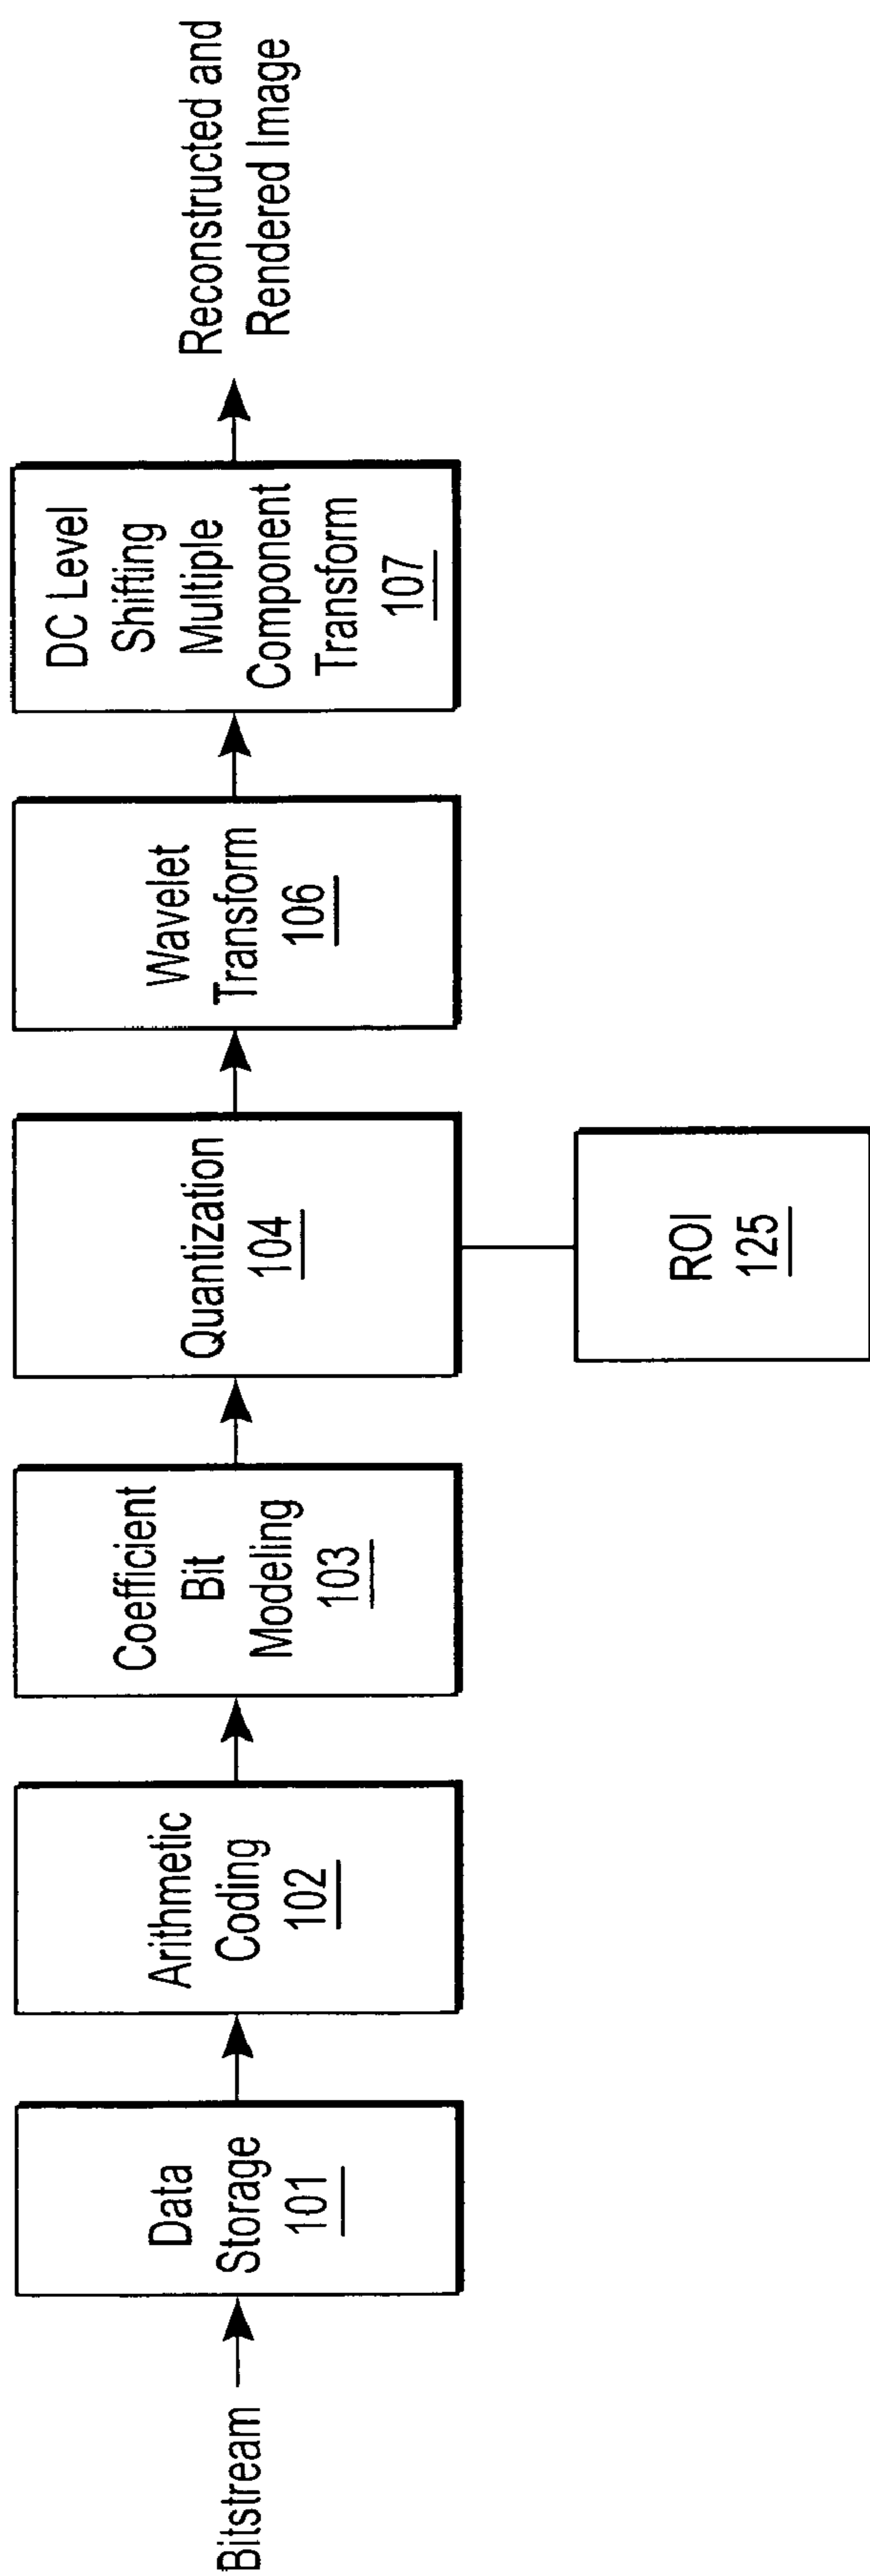 Bitstream
Data
Storage
101
Arithmetic
Coding
102
Coefficient
Bit
Modeling
103
Quantization
104
ROI
125
Wavelet
Transform
106
DC Level
Shifting
Multiple
Component
Transform
107
Reconstructed and
Rendered Image